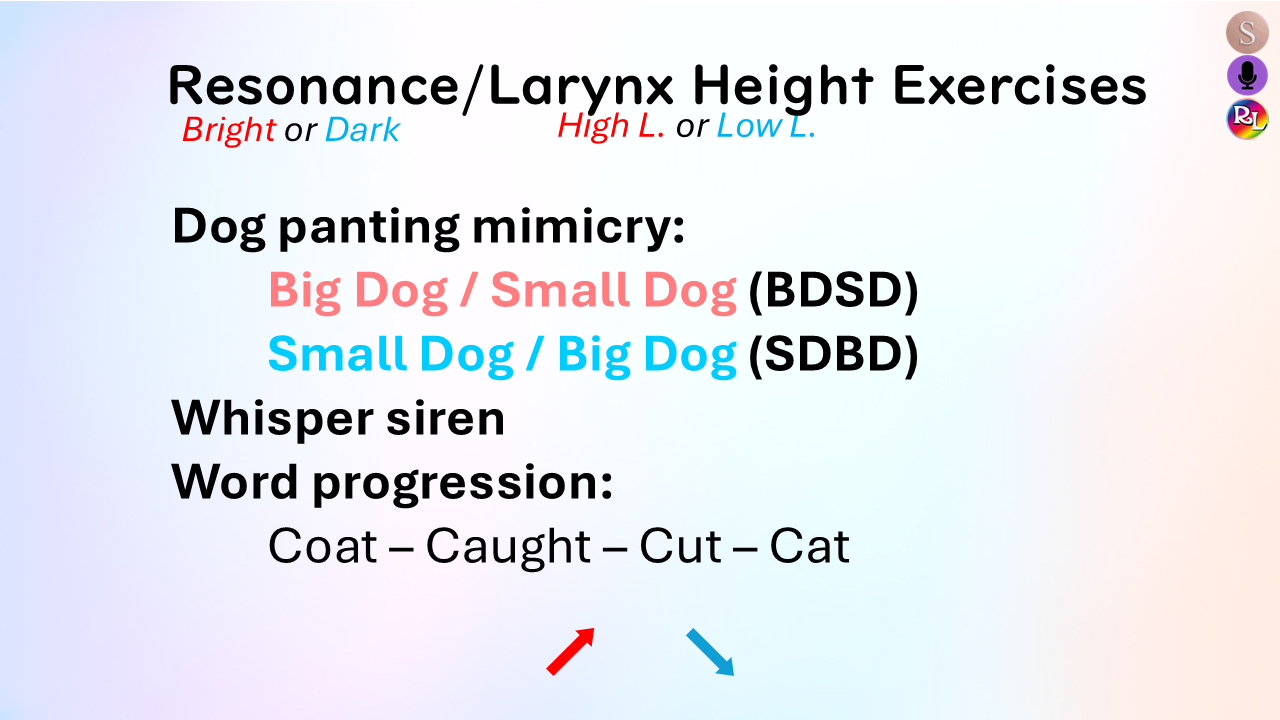 Resonance/Larynx Height Exercises
Bright or Dark
High L. or Low L.
Dog panting mimicry:
Big Dog / Small Dog (BDSD)
Small Dog / Big Dog (SDBD)
Whisper siren
Word progression:
Coat – Caught – Cut – Cat
S
RL